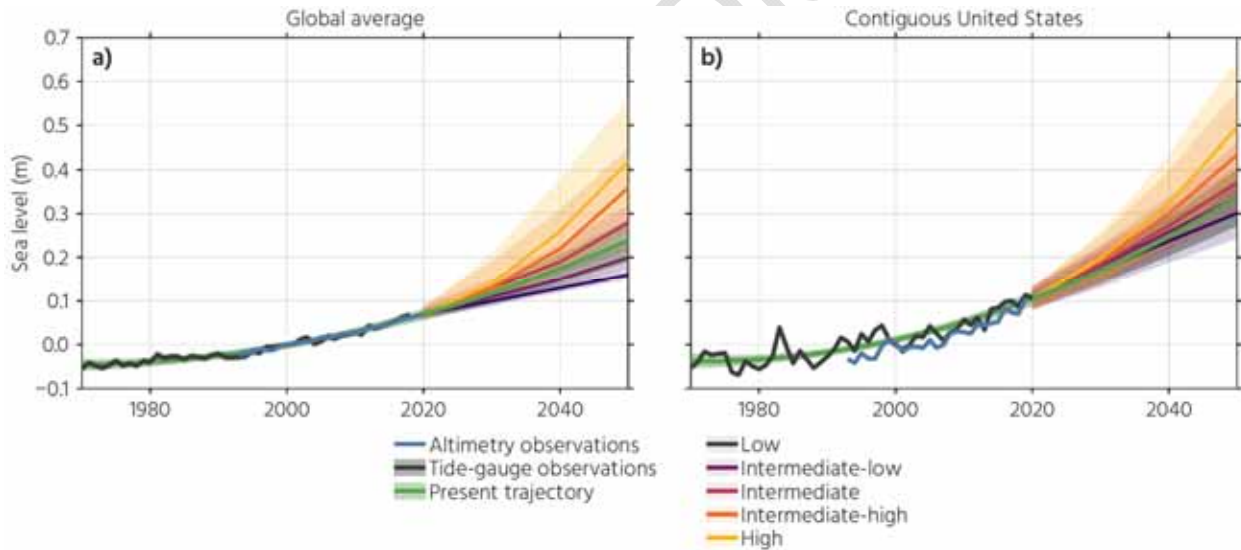 Global average
Contiguous United States
a)
b)
Sea level (m)
0.7
0.6
0.5
0.4
0.3
0.2
0.1
0.0
−0.1
1980
2000
2020
2040
1980
2000
2020
2040
Altimetry observations
Tide-gauge observations
Present trajectory
Low
Intermediate-low
Intermediate
Intermediate-high
High